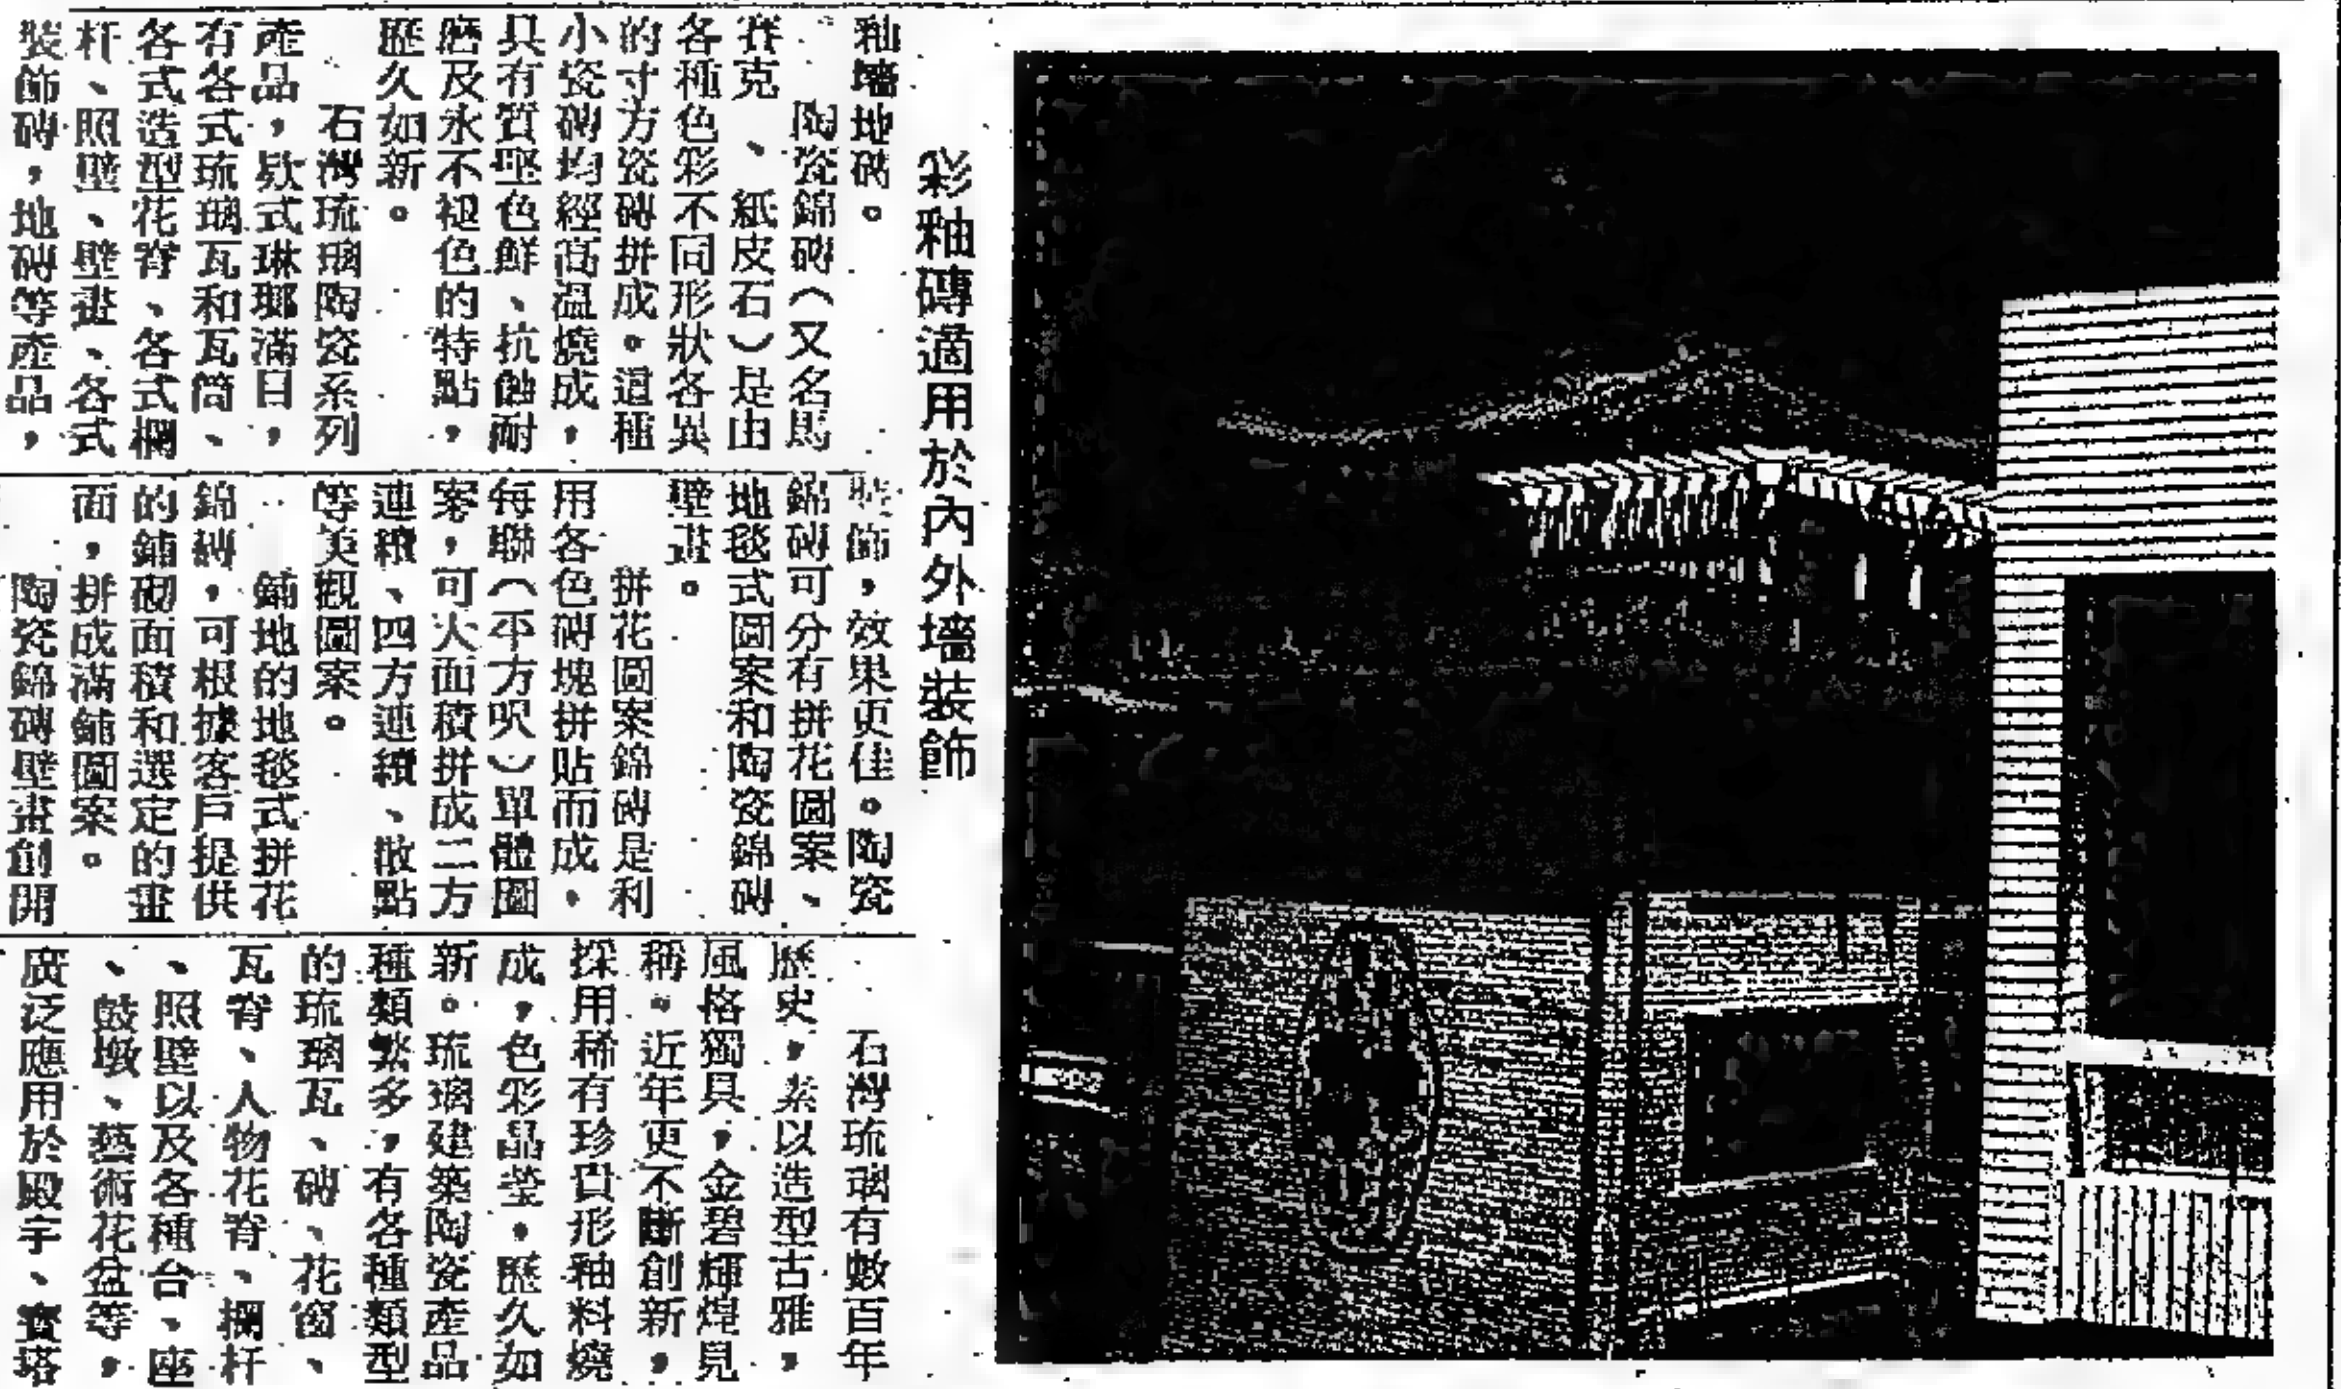 彩釉磚適用於內外墻裝飾
釉墻地磚。
陶瓷錦磚(又名馬
賽克、紙皮石)是由
各種色彩不同形狀各異
的寸方瓷磚拼成。這種
小瓷磚均經高溫燒成,
具有質堅色鮮、抗蝕耐
磨及永不褪色的特點,
歷久如新。
石灣琉璃陶瓷系列
產品,款式琳瑯滿目,
有各式琉璃瓦和瓦筒、
各式造型花脊、各式欄
杆、照壁、壁畫、各式
裝飾磚,地磚等產品,
裝飾,效果更佳。陶瓷
錦磚可分有拼花圖案、
地毯式圖案和陶瓷錦磚
壁畫。
拼花圖案錦磚是利
用各色磚塊拼貼而成,
每聯(平方呎)單體圖
案,可大面積拼成二方
連續、四方連續、散點
等美觀圖案。
鋪地的地毯式拼花
錦磚,可根據客戶提供
的鋪砌面積和選定的畫
面,拼成滿鋪圖案。
陶瓷錦磚壁畫創開
石灣琉璃有數百年
歷史,素以造型古雅,
風格獨具,金碧輝煌見
稱。近年更不斷創新,
採用稀有珍貴形釉料燒
成,色彩晶瑩,歷久如
新。琉璃建築陶瓷產品
種類繁多,有各種類型
的琉璃瓦、磚、花窗、
瓦脊、人物花脊、欄杆
、照壁以及各種台、座
、鼓墩、藝術花盆等,
廣泛應用於殿宇、寶塔